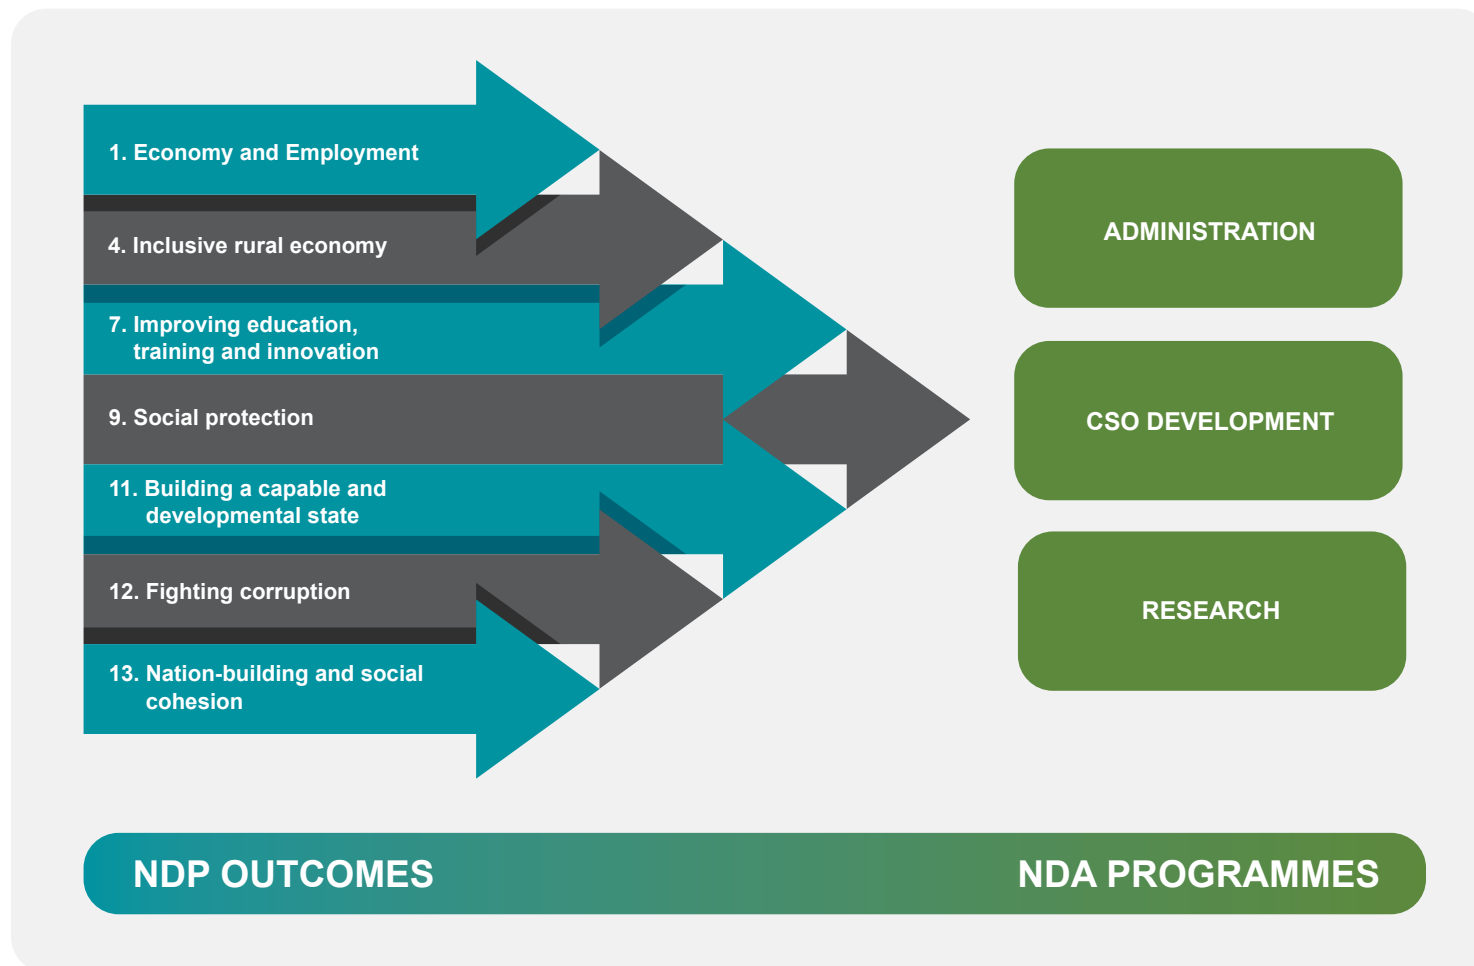 1. Economy and Employment
4. Inclusive rural economy
7. Improving education,
training and innovation
9. Social protection
11. Building a capable and
developmental state
12. Fighting corruption
13. Nation-building and social
cohesion
ADMINISTRATION
CSO DEVELOPMENT
RESEARCH
NDP OUTCOMES
NDA PROGRAMMES